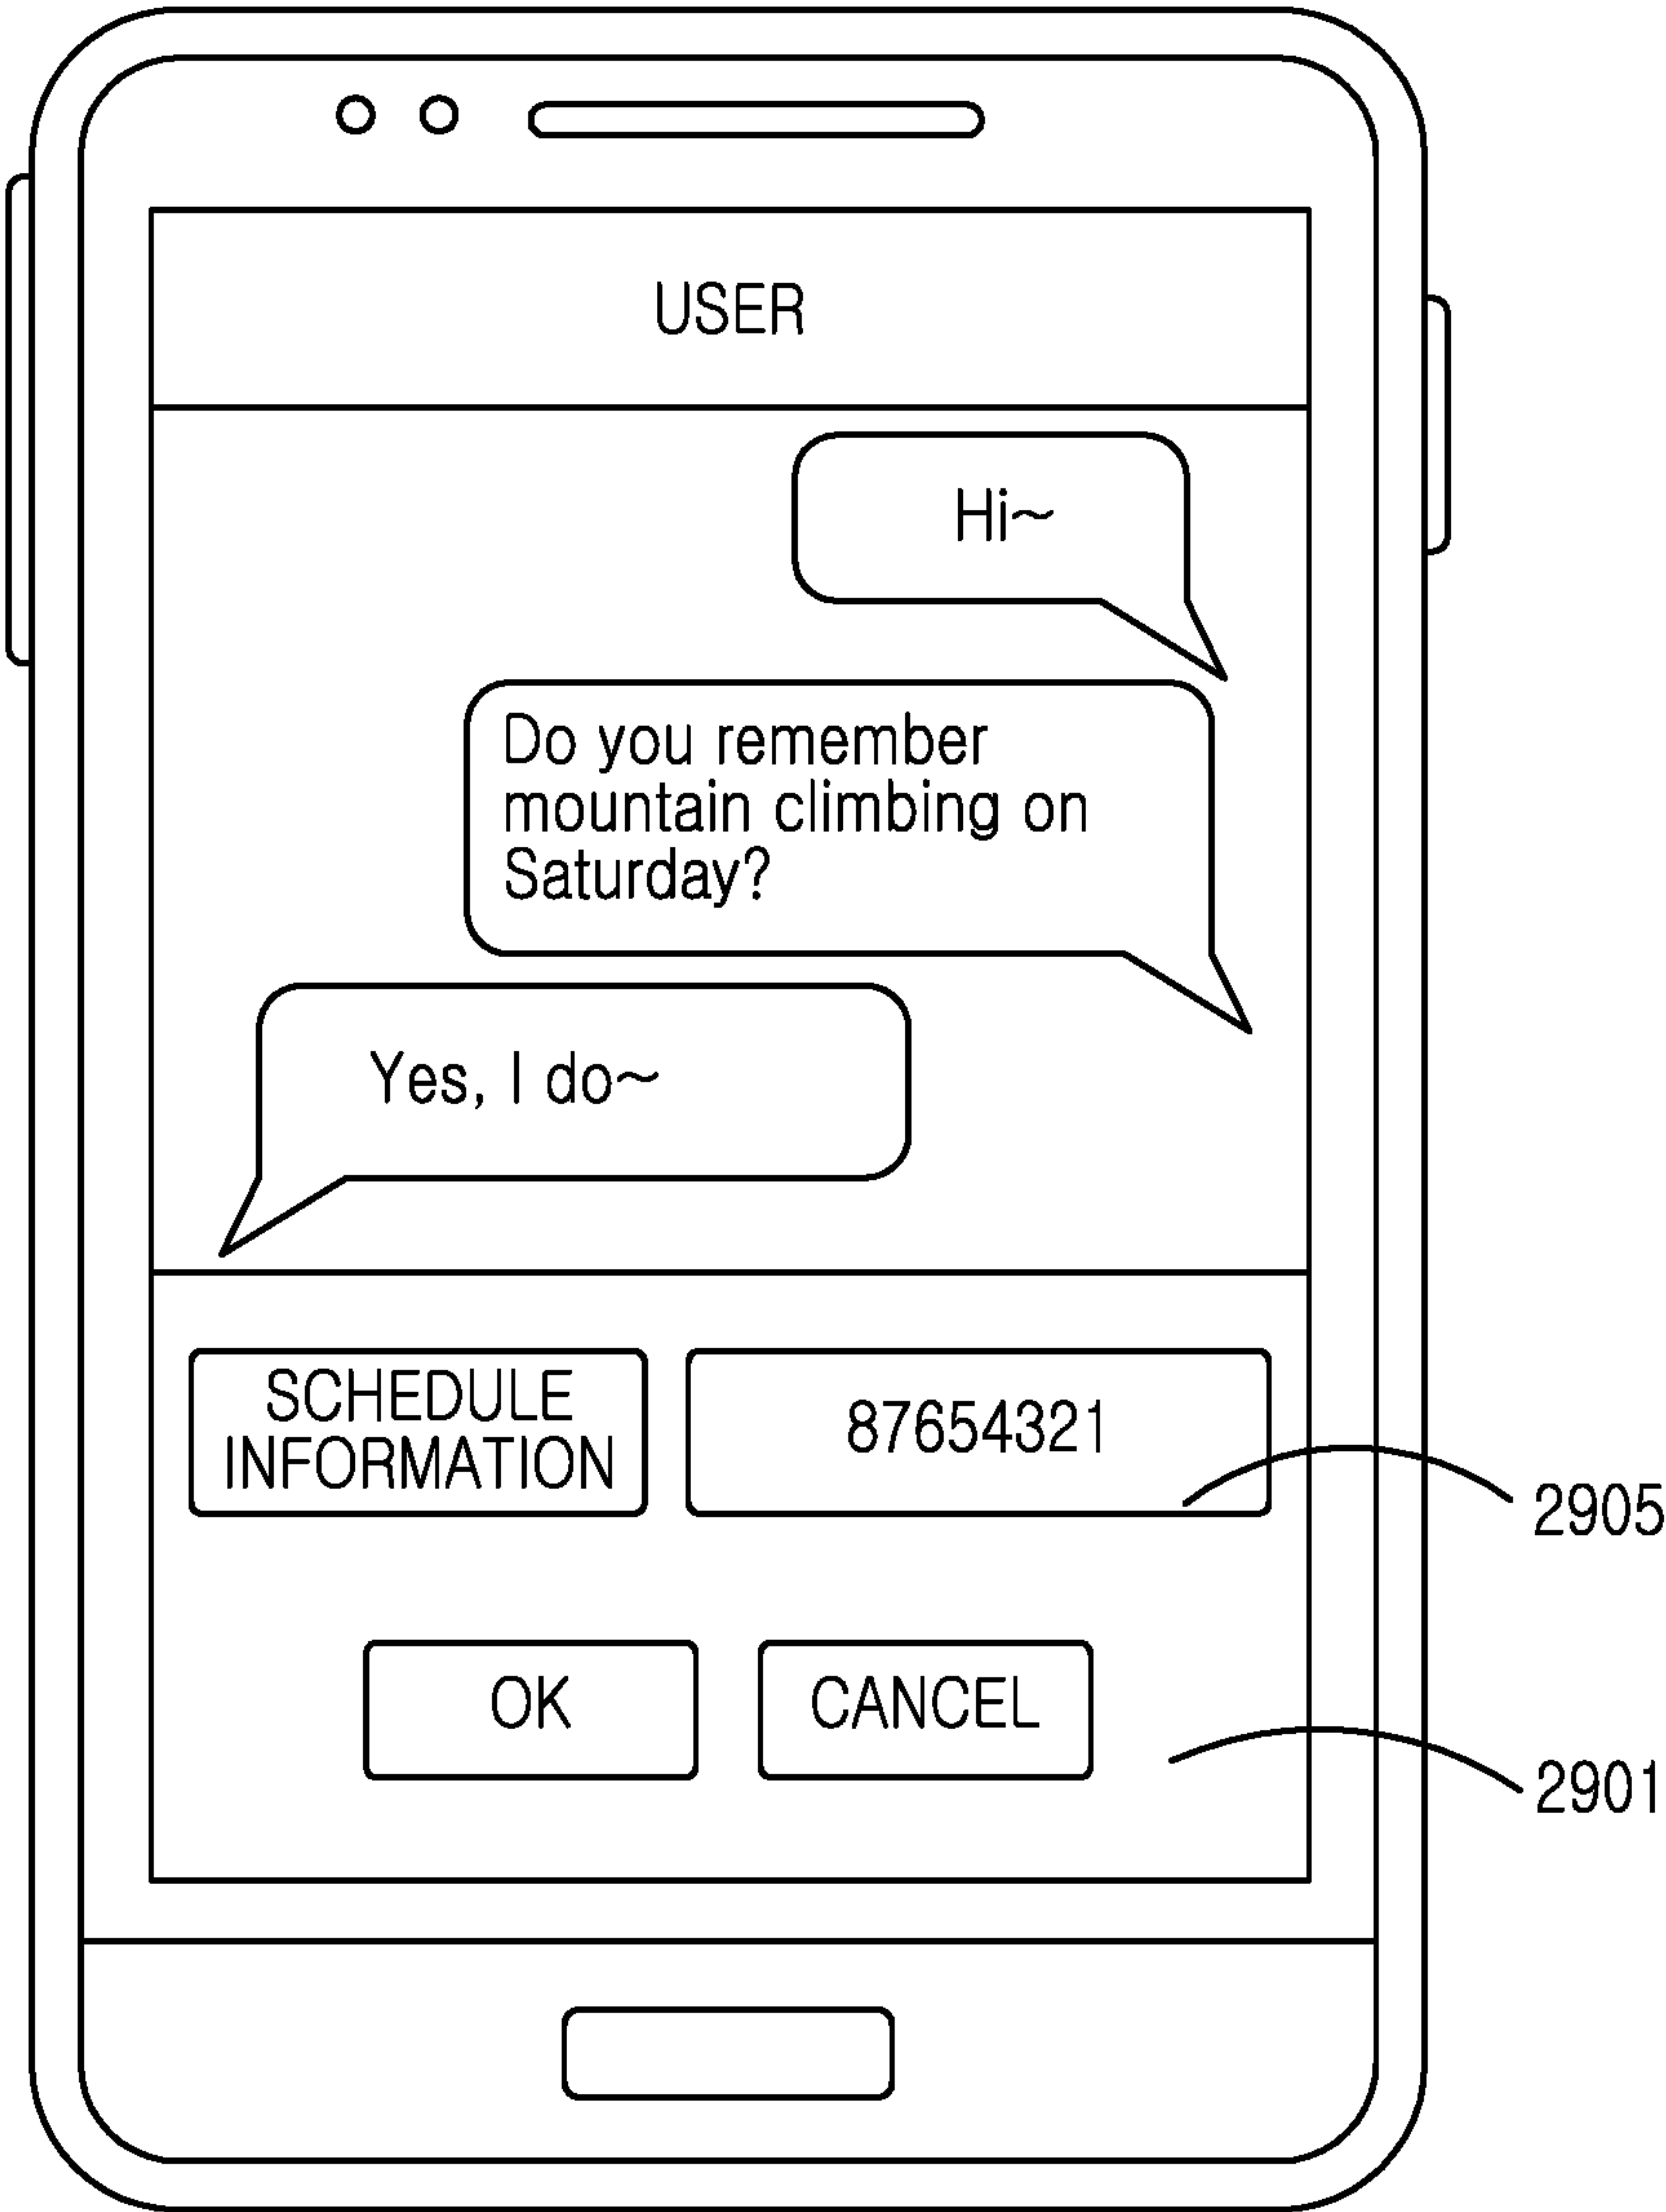 USER
Hi~
Do you remember
mountain climbing on
Saturday?
Yes, I do~
SCHEDULE
INFORMATION
87654321
2905
OK
CANCEL
2901